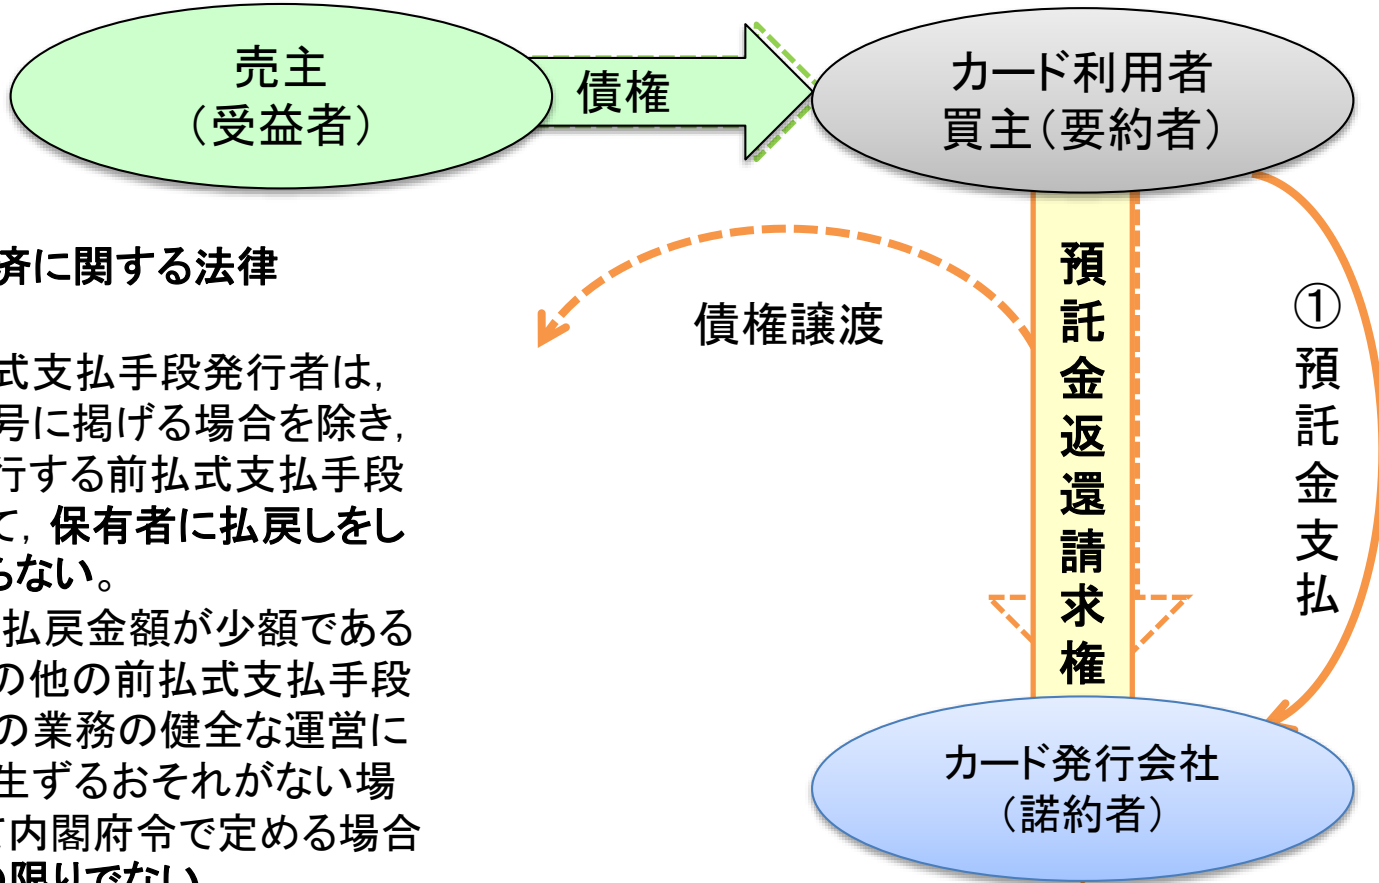 売主
（受益者）
債権
カード利用者
買主（要約者）
済に関する法律
式支払手段発行者は，
号に掲げる場合を除き，
行する前払式支払手段
て，保有者に払戻しをし
らない。
払戻金額が少額である
の他の前払式支払手段
の業務の健全な運営に
生ずるおそれがない場
て内閣府令で定める場合
の限りでない
債権譲渡
預託金返還請求権
①預託金支払
カード発行会社
（諾約者）